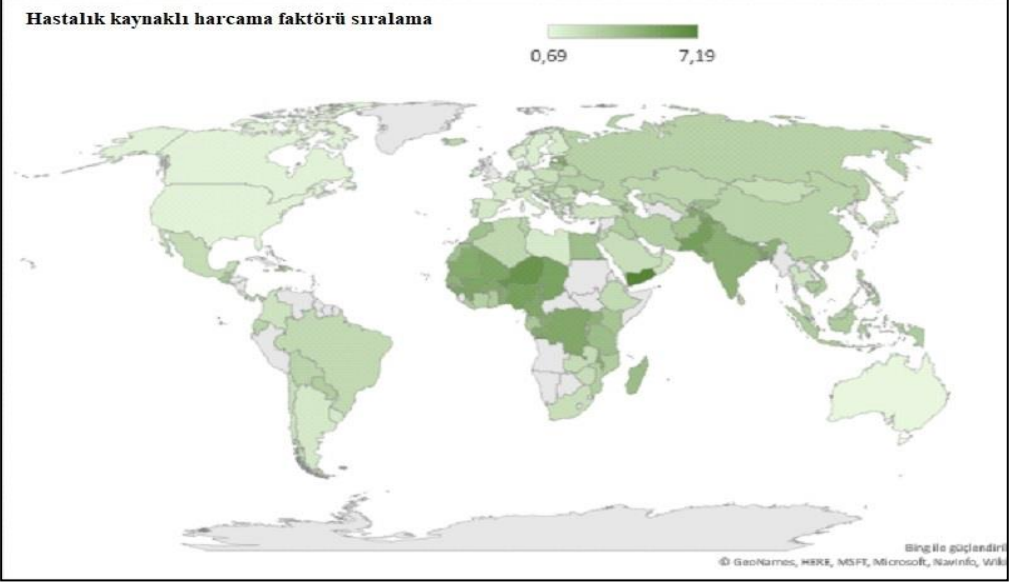 Hastalık kaynaklı harcama faktörü sıralama
0,69 7,19
Bing ile güçlendiril
© GeoNames, HERE, MSFT, Microsoft, Navinfo, Wiki